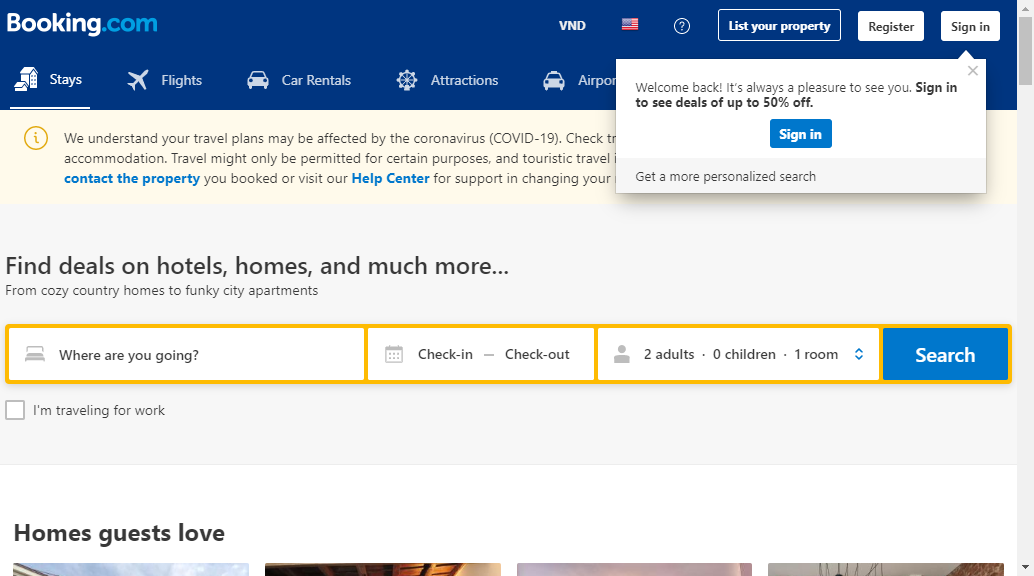 Booking.com
VND
List your property
Register
Sign in
Stays
Flights
Car Rentals
Attractions
Welcome back! It's always a pleasure to see you. Sign in
to see deals of up to 50% off.
Sign in
Get a more personalized search
We understand your travel plans may be affected by the coronavirus (COVID-19). Check
accommodation. Travel might only be permitted for certain purposes, and touristic travel
contact the property you booked or visit our Help Center for support in changing your
Find deals on hotels, homes, and much more...
From cozy country homes to funky city apartments
Where are you going?
Check-in — Check-out
2 adults · 0 children · 1 room
Search
I'm traveling for work
Homes guests love